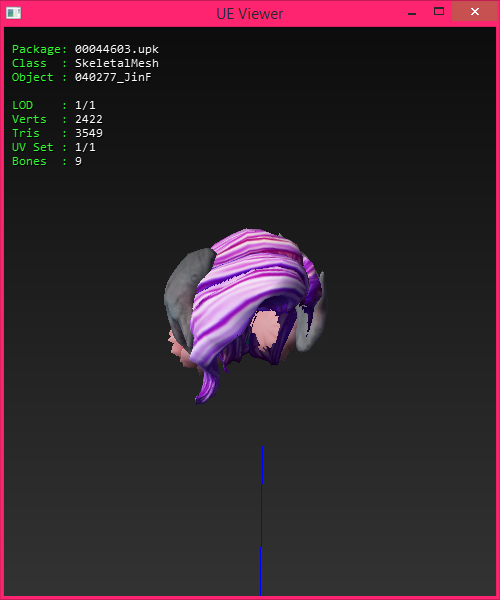 UE Viewer
Package: 00044603.upk
Class : SkeletalMesh
Object : 040277_JinF
LOD : 1/1
Verts : 2422
Tris : 3549
UV Set : 1/1
Bones : 9